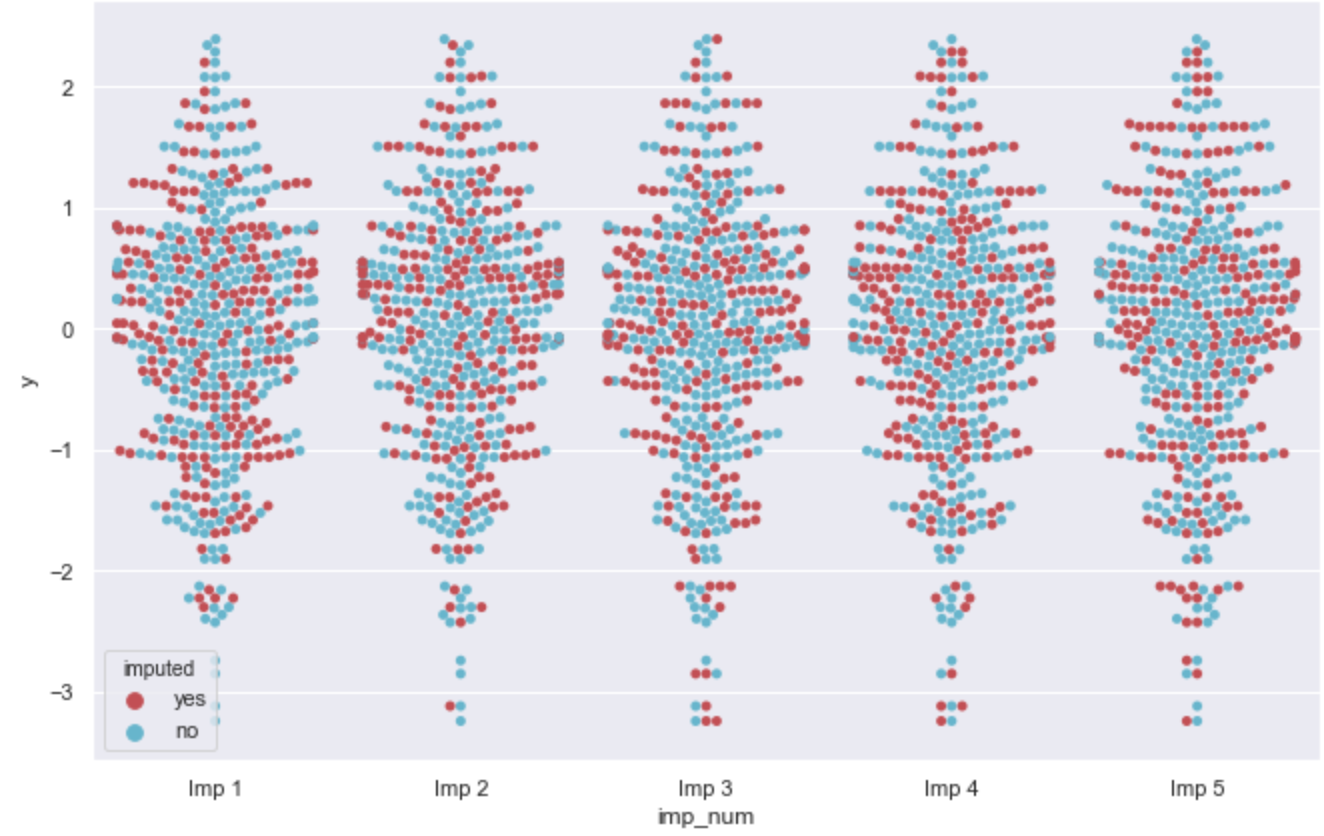 2
1
0
−1
−2
−3
y
imputed
yes
no
Imp 1
Imp 2
Imp 3
Imp 4
Imp 5
imp_num